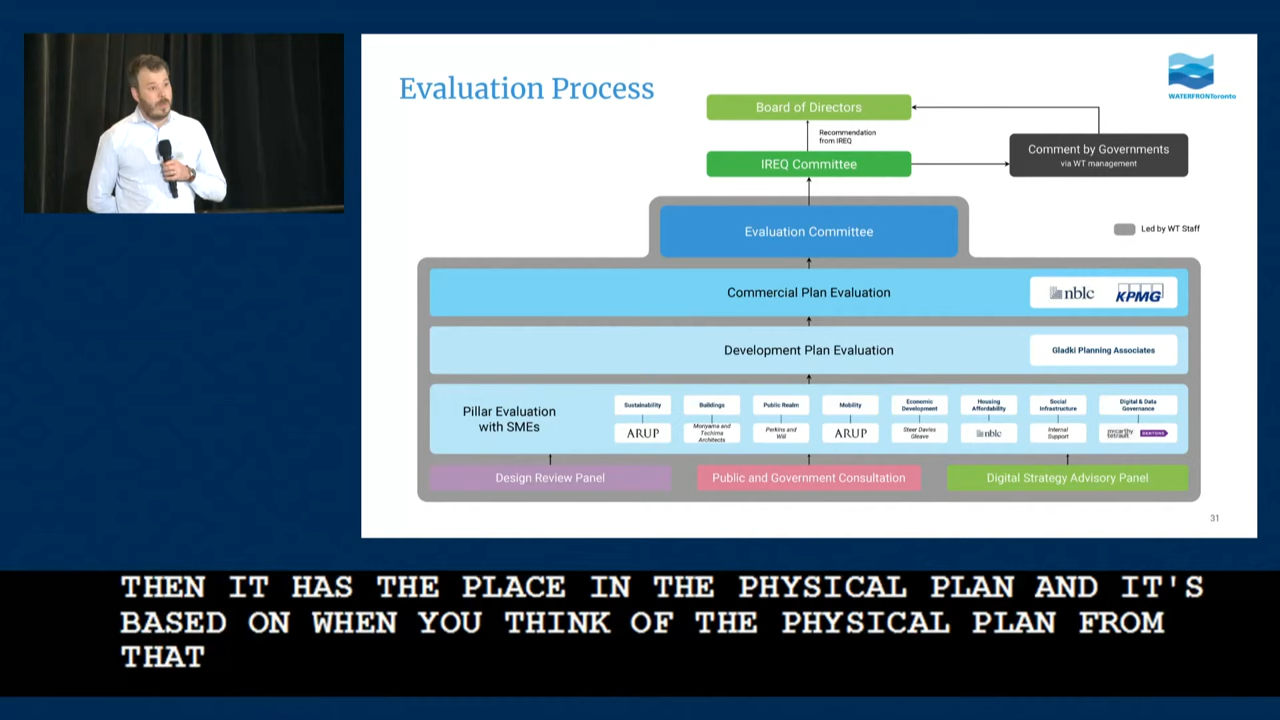 Evaluation Process
WATERFRONToronto
Board of Directors
Recommendation
from IREQ
IREQ Committee
Comment by Governments
via WT management
Evaluation Committee
Led by WT Staff
Commercial Plan Evaluation
nblc
KPMG
Development Plan Evaluation
Gladki Planning Associates
Pillar Evaluation
with SMEs
Sustainability
Buildings
Public Realm
Mobility
Economic
Development
Housing
Affordability
Social
Infrastructure
Digital & Data
Governance
ARUP
Moriyama and
Techima
Architects
Perkins and
Will
ARUP
Steer Davies
Gleave
nblc
Internal
Support
mccarthy
tetrault
DENTONS
Design Review Panel
Public and Government Consultation
Digital Strategy Advisory Panel
31
THEN IT HAS THE PLACE IN THE PHYSICAL PLAN AND IT'S
BASED ON WHEN YOU THINK OF THE PHYSICAL PLAN FROM
THAT